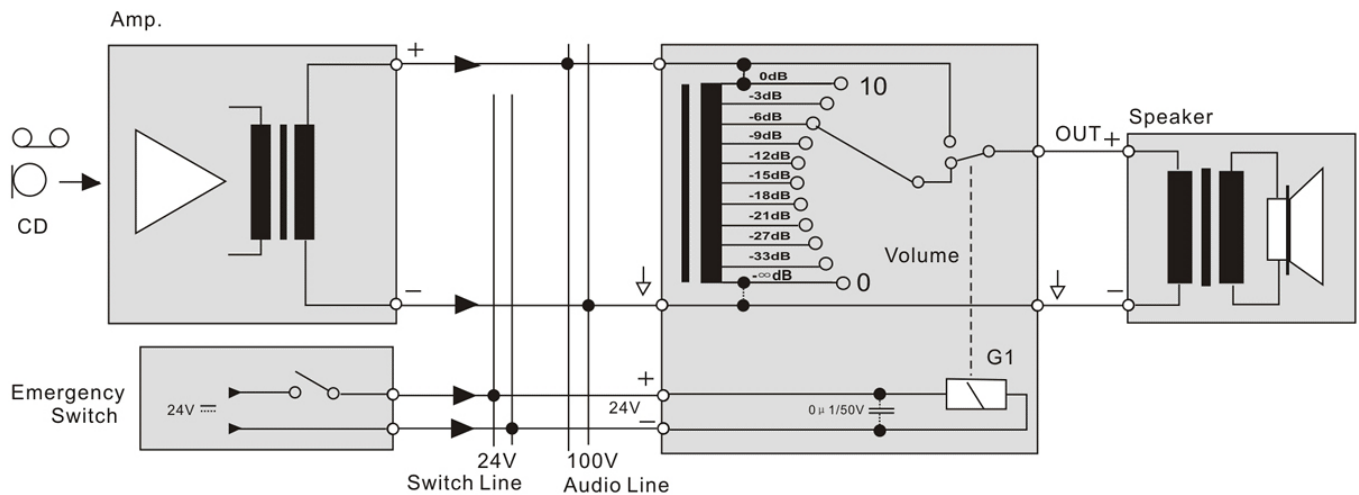 Amp.
+
0dB
10
-3dB
-6dB
-9dB
-12dB
-15dB
-18dB
-21dB
-27dB
-33dB
-∞dB
0
Volume
CD
−
OUT +
Speaker
−
G1
Emergency
Switch
24V
+
24V
−
0μ1/50V
24V
Switch Line
100V
Audio Line